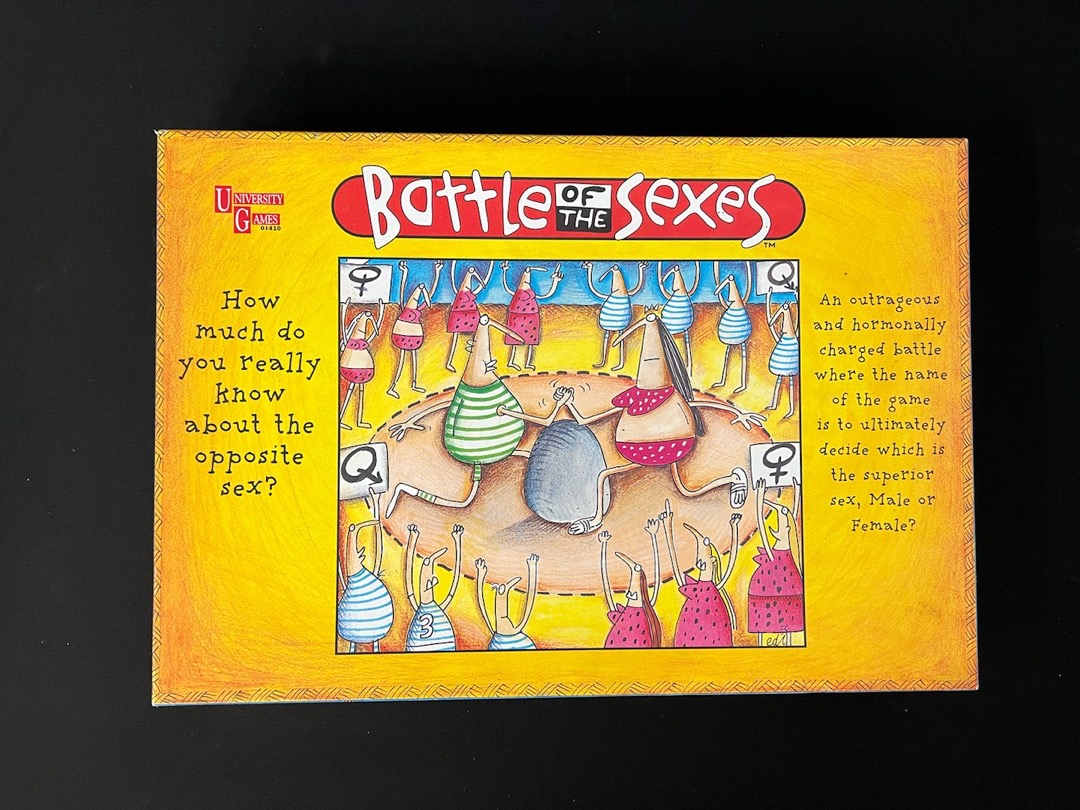 UNIVERSITY
GAMES
01420
Battle OF THE Sexes
TM
How
much do
you really
know
about the
opposite
sex?
An outrageous
and hormonally
charged battle
where the name
of the game
is to ultimately
decide which is
the superior
sex, Male or
Female?
3